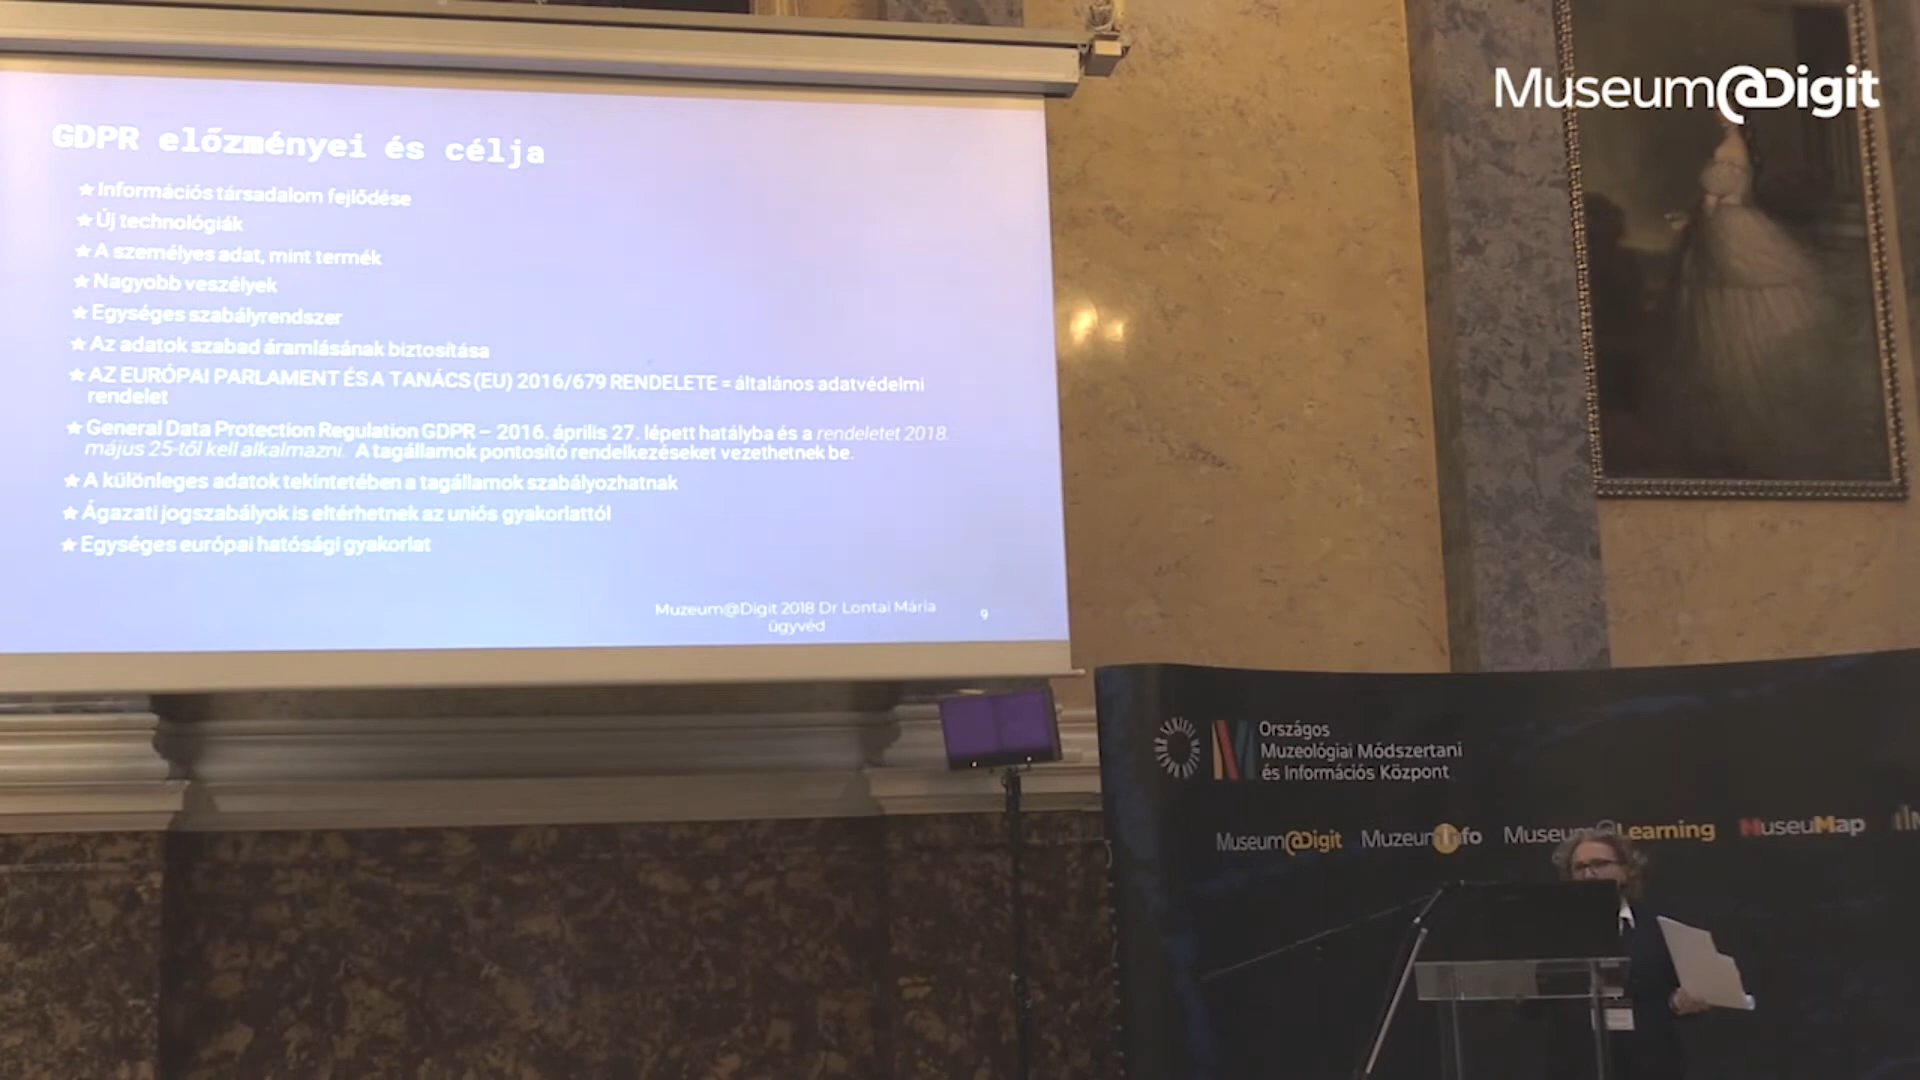 Museum@Digit
GDPR előzményei és célja
★ Információs társadalom fejlődése
★ Új technológiák
★ A személyes adat, mint termék
★ Nagyobb veszélyek
★ Egységes szabályrendszer
★ Az adatok szabad áramlásának biztosítása
★ AZ EURÓPAI PARLAMENT ÉS A TANÁCS (EU) 2016/679 RENDELETE = általános adatvédelmi
rendelet
★ General Data Protection Regulation GDPR – 2016. április 27. lépett hatályba és a rendeletet 2018.
május 25-től kell alkalmazni. A tagállamok pontosító rendelkezéseket vezethetnek be.
★ A különleges adatok tekintetében a tagállamok szabályozhatnak
★ Ágazati jogszabályok is eltérhetnek az uniós gyakorlattól
★ Egységes európai hatósági gyakorlat
Muzeum@Digit 2018 Dr Lontai Mária
ügyvéd
9
Országos
Muzeológiai Módszertani
és Információs Központ
Museum@Digit MuzeumInfo Museum@Learning MuseuMap